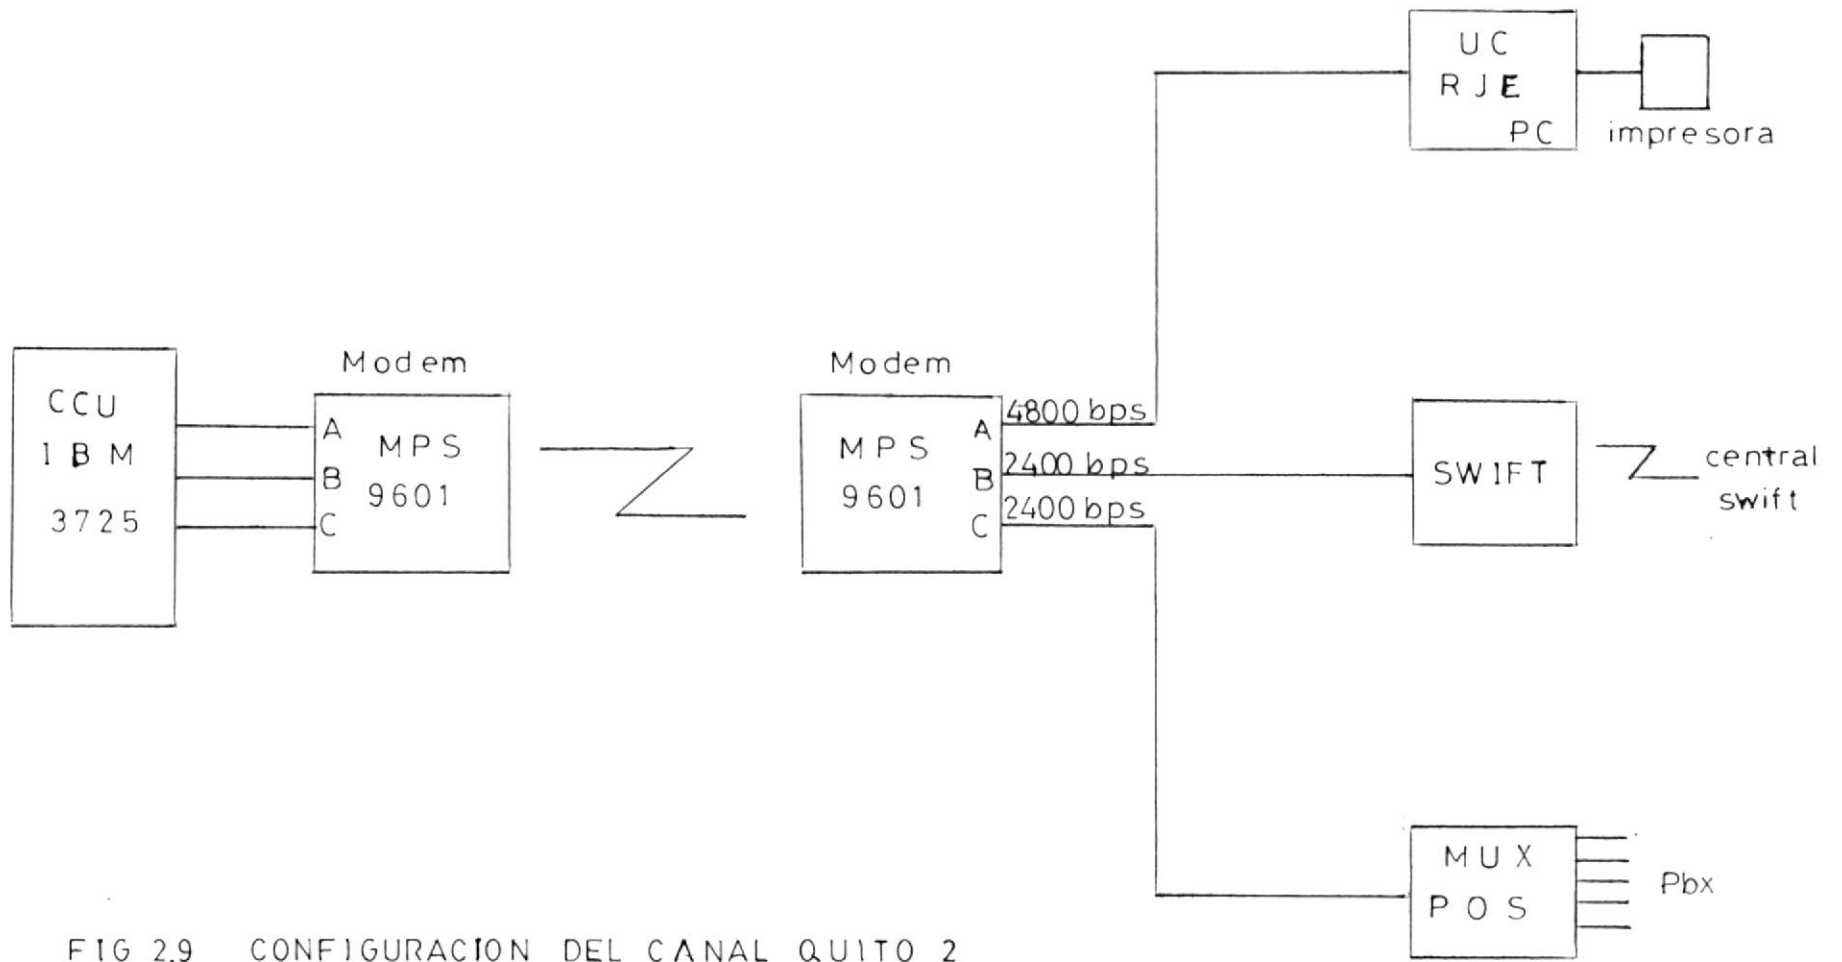 UC
RJE
PC
impresora
Modem
Modem
CCU
IBM
3725
A
B
C
MPS
9601
MPS
9601
A
B
C
4800 bps
2400 bps
2400 bps
SWIFT
central
swift
MUX
POS
Pbx
FIG 2.9 CONFIGURACION DEL CANAL QUITO 2